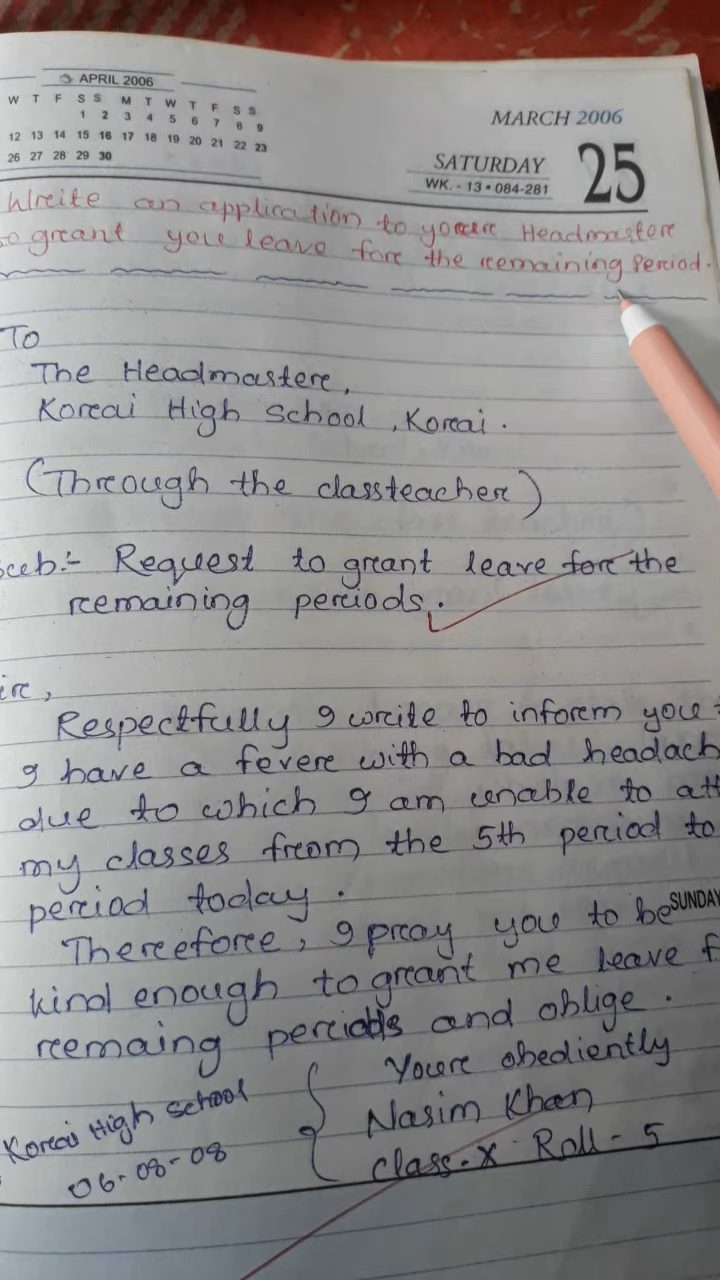 APRIL 2006
W T F S S M T W T F S S
1 2 3 4 5 6 7 8 9
12 13 14 15 16 17 18 19 20 21 22 23
26 27 28 29 30
MARCH 2006
SATURDAY 25
WK. - 13 • 084-281
Write an application to your Headmaster
o grant you leave for the remaining Period.
To
The Headmaster,
Korai High School, Korai.
(Through the classteacher)
ub:- Request to grant leave for the
remaining periods.
ir,
Respectfully I write to inform you
I have a fever with a bad headach
due to which I am unable to att
my classes from the 5th period to
period today.
SUNDAY
Therefore, I pray you to be
kind enough to grant me leave f
remaing periods and oblige.
Your obediently
Korai High School
Nasim Khan
06-08-08
Class-X Roll-5